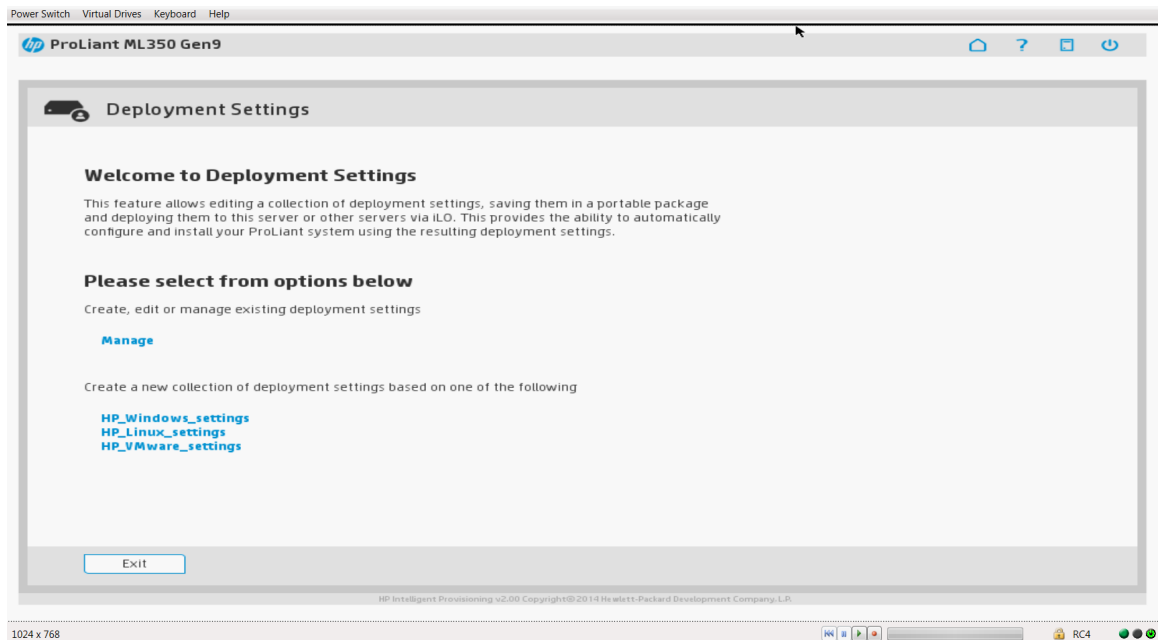 Power Switch Virtual Drives Keyboard Help
hp ProLiant ML350 Gen9 ?
Deployment Settings
Welcome to Deployment Settings
This feature allows editing a collection of deployment settings, saving them in a portable package
and deploying them to this server or other servers via iLO. This provides the ability to automatically
configure and install your ProLiant system using the resulting deployment settings.
Please select from options below
Create, edit or manage existing deployment settings
Manage
Create a new collection of deployment settings based on one of the following
HP_Windows_settings
HP_Linux_settings
HP_VMware_settings
Exit
HP Intelligent Provisioning v2.00 Copyright©2014 Hewlett-Packard Development Company, L.P.
1024 x 768 RC4